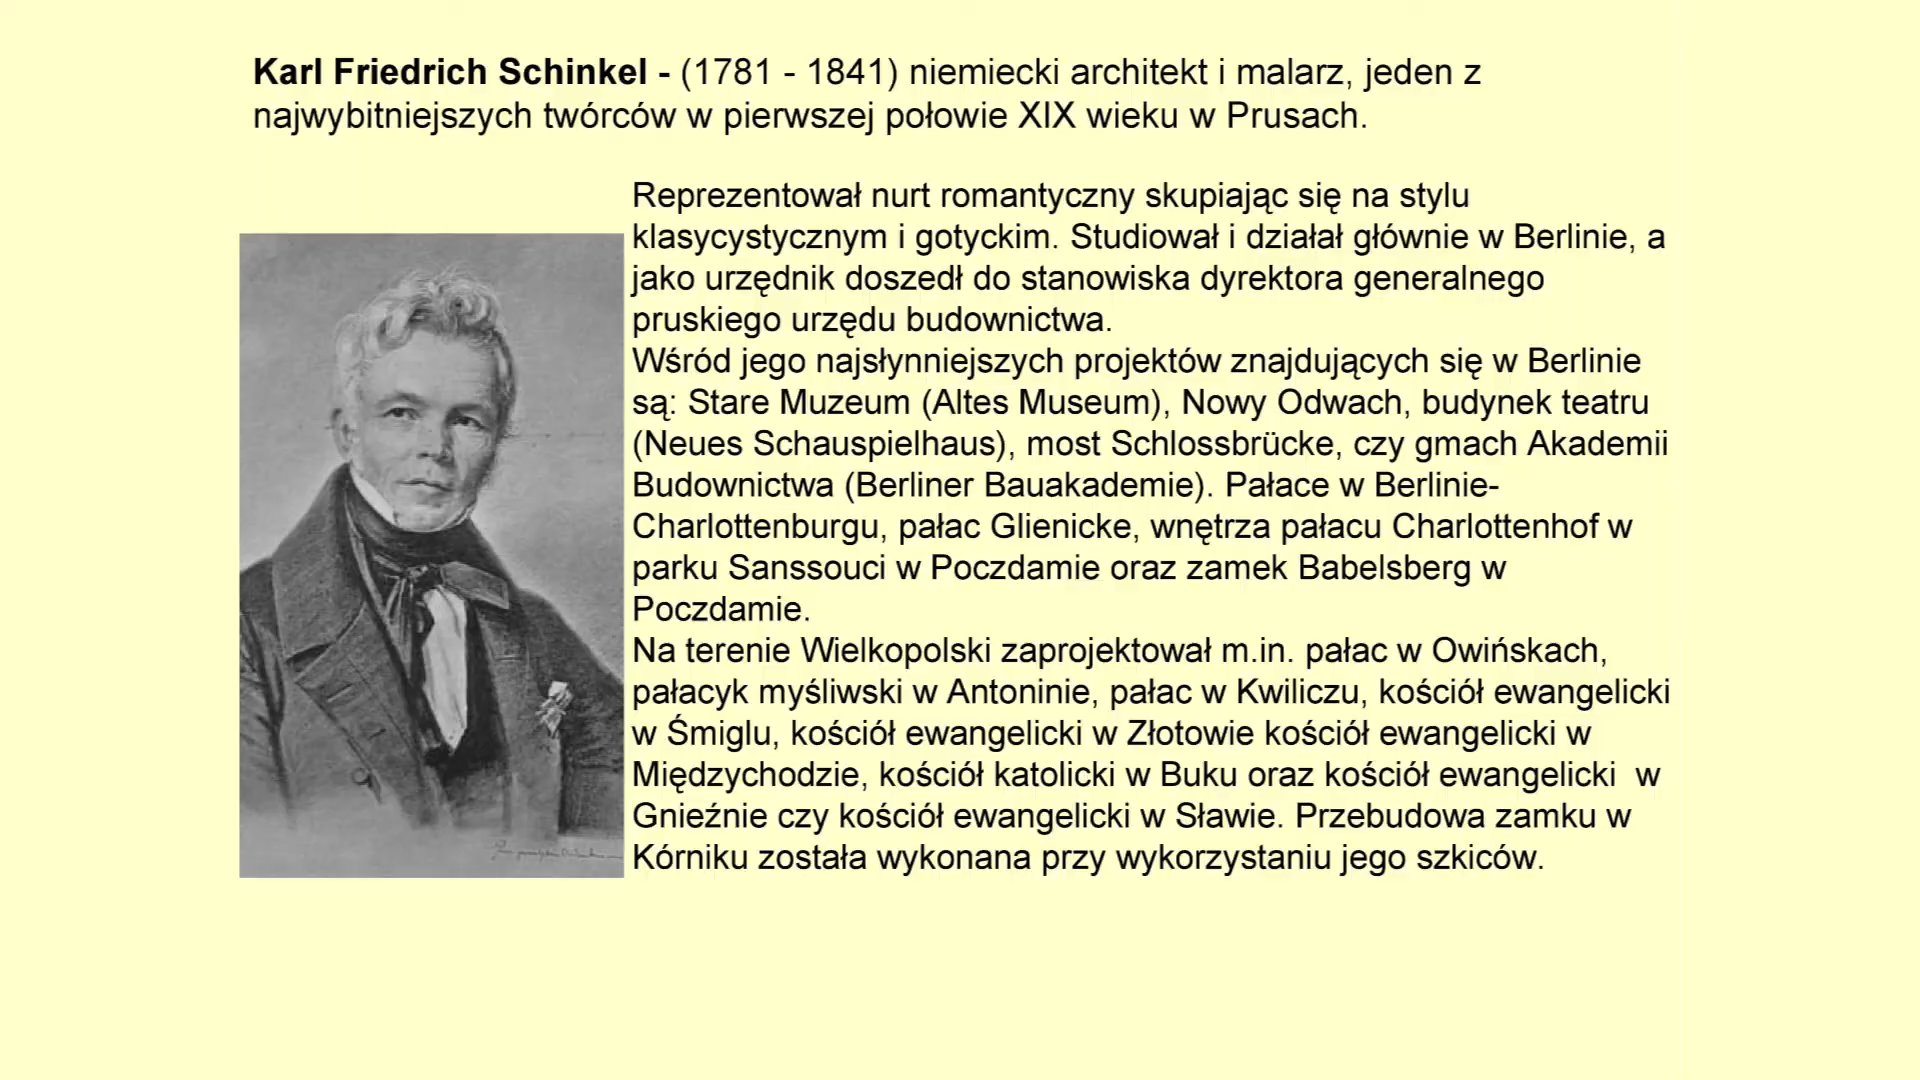 Karl Friedrich Schinkel - (1781 - 1841) niemiecki architekt i malarz, jeden z
najwybitniejszych twórców w pierwszej połowie XIX wieku w Prusach.
Reprezentował nurt romantyczny skupiając się na stylu
klasycystycznym i gotyckim. Studiował i działał głównie w Berlinie, a
jako urzędnik doszedł do stanowiska dyrektora generalnego
pruskiego urzędu budownictwa.
Wśród jego najsłynniejszych projektów znajdujących się w Berlinie
są: Stare Muzeum (Altes Museum), Nowy Odwach, budynek teatru
(Neues Schauspielhaus), most Schlossbrücke, czy gmach Akademii
Budownictwa (Berliner Bauakademie). Pałace w Berlinie-
Charlottenburgu, pałac Glienicke, wnętrza pałacu Charlottenhof w
parku Sanssouci w Poczdamie oraz zamek Babelsberg w
Poczdamie.
Na terenie Wielkopolski zaprojektował m.in. pałac w Owińskach,
pałacyk myśliwski w Antoninie, pałac w Kwiliczu, kościół ewangelicki
w Śmiglu, kościół ewangelicki w Złotowie kościół ewangelicki w
Międzychodzie, kościół katolicki w Buku oraz kościół ewangelicki  w
Gnieźnie czy kościół ewangelicki w Sławie. Przebudowa zamku w
Kórniku została wykonana przy wykorzystaniu jego szkiców.